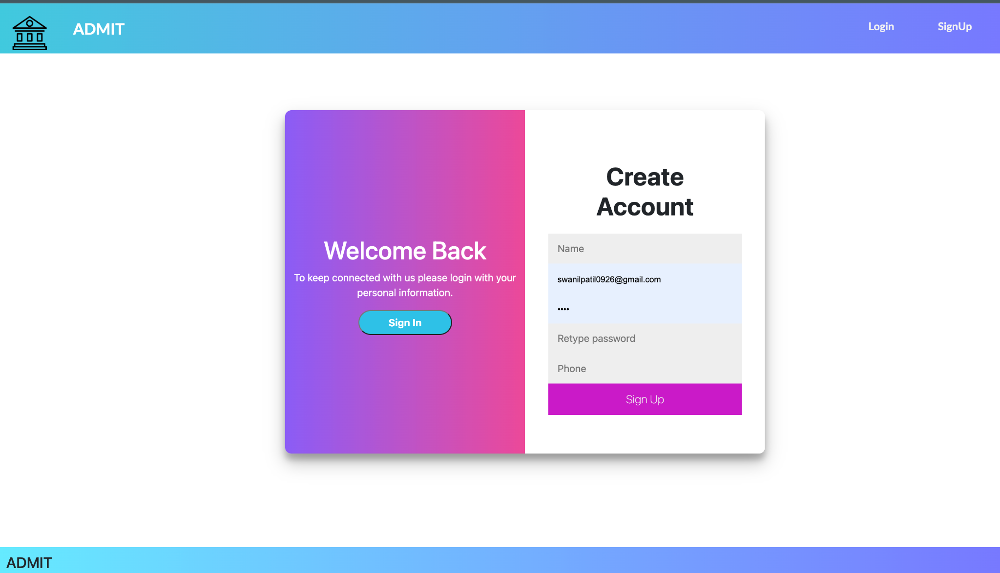 ADMIT
Login
SignUp
Welcome Back
To keep connected with us please login with your
personal information.
Sign In
Create
Account
Name
swanilpatil0926@gmail.com
••••
Retype password
Phone
Sign Up
ADMIT